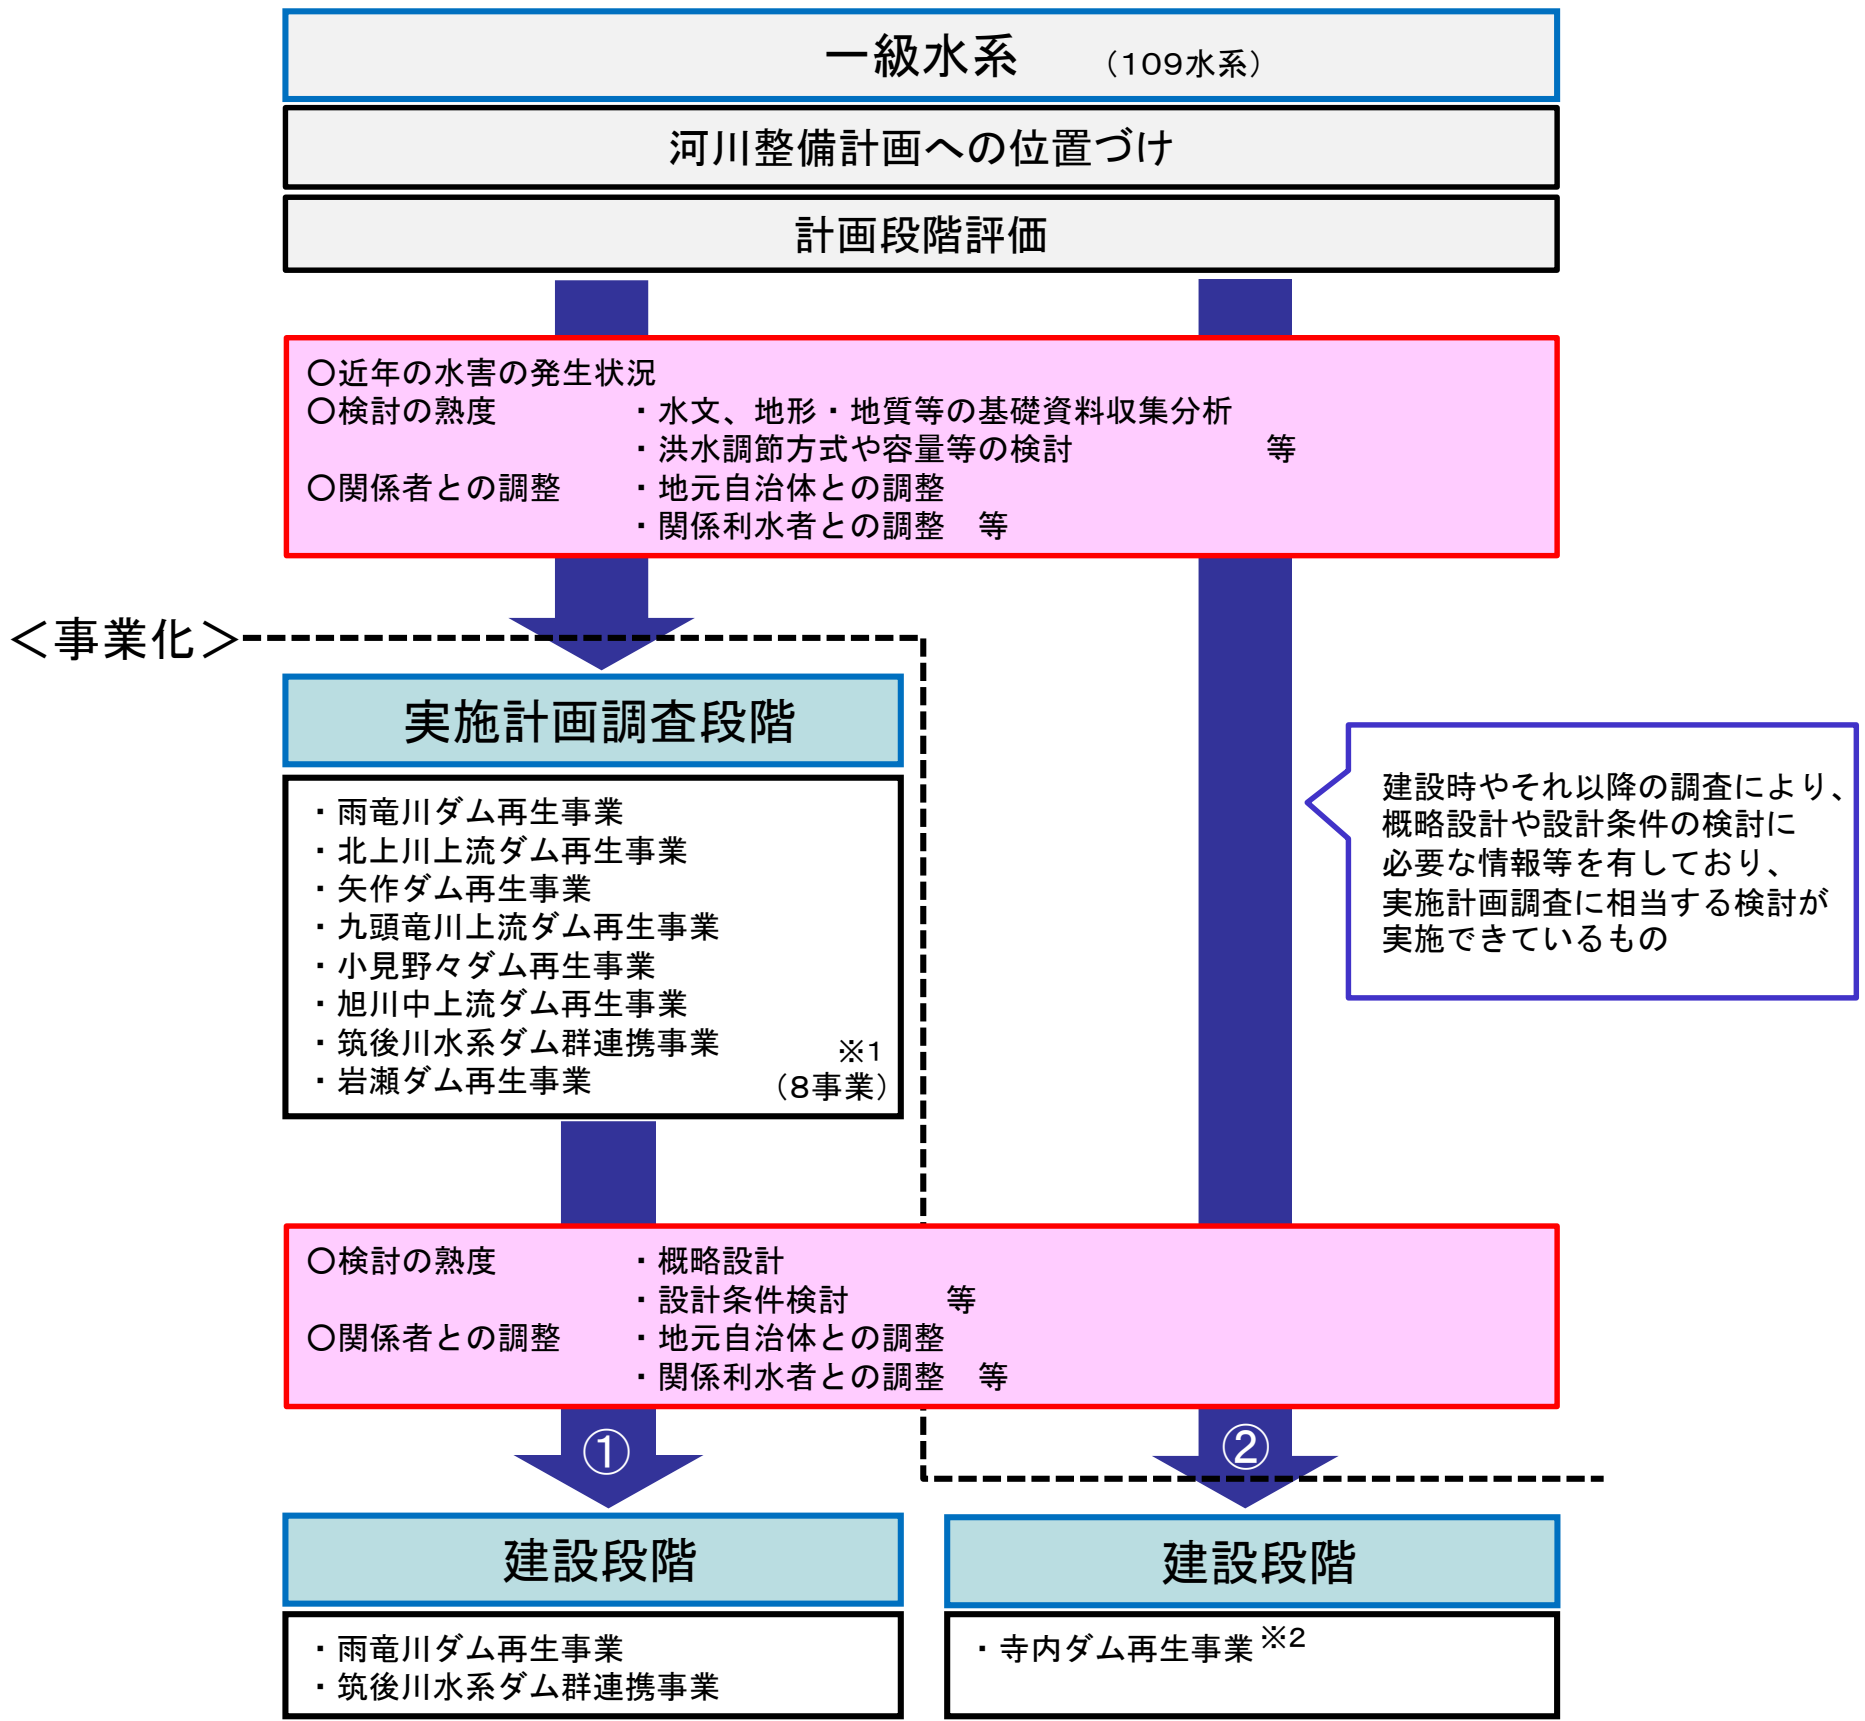 一級水系　（109水系）
河川整備計画への位置づけ
計画段階評価
〇近年の水害の発生状況
〇検討の熟度　・水文、地形・地質等の基礎資料収集分析
・洪水調節方式や容量等の検討　等
〇関係者との調整　・地元自治体との調整
・関係利水者との調整　等
＜事業化＞
実施計画調査段階
・雨竜川ダム再生事業
・北上川上流ダム再生事業
・矢作ダム再生事業
・九頭竜川上流ダム再生事業
・小見野々ダム再生事業
・旭川中上流ダム再生事業
・筑後川水系ダム群連携事業　※1
・岩瀬ダム再生事業　（8事業）
建設時やそれ以降の調査により、
概略設計や設計条件の検討に
必要な情報等を有しており、
実施計画調査に相当する検討が
実施できているもの
〇検討の熟度　・概略設計
・設計条件検討　等
〇関係者との調整　・地元自治体との調整
・関係利水者との調整　等
①
②
建設段階
・雨竜川ダム再生事業
・筑後川水系ダム群連携事業
建設段階
・寺内ダム再生事業※2